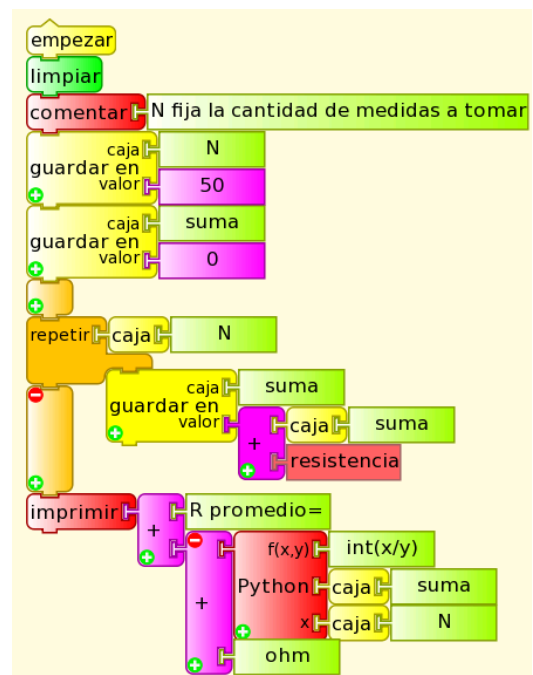 empezar
limpiar
comentar N fija la cantidad de medidas a tomar
caja N
guardar en
valor 50
caja suma
guardar en
valor 0
repetir caja N
caja suma
guardar en
valor + caja suma
resistencia
imprimir + R promedio=
+ f(x,y) int(x/y)
Python caja suma
x caja N
ohm